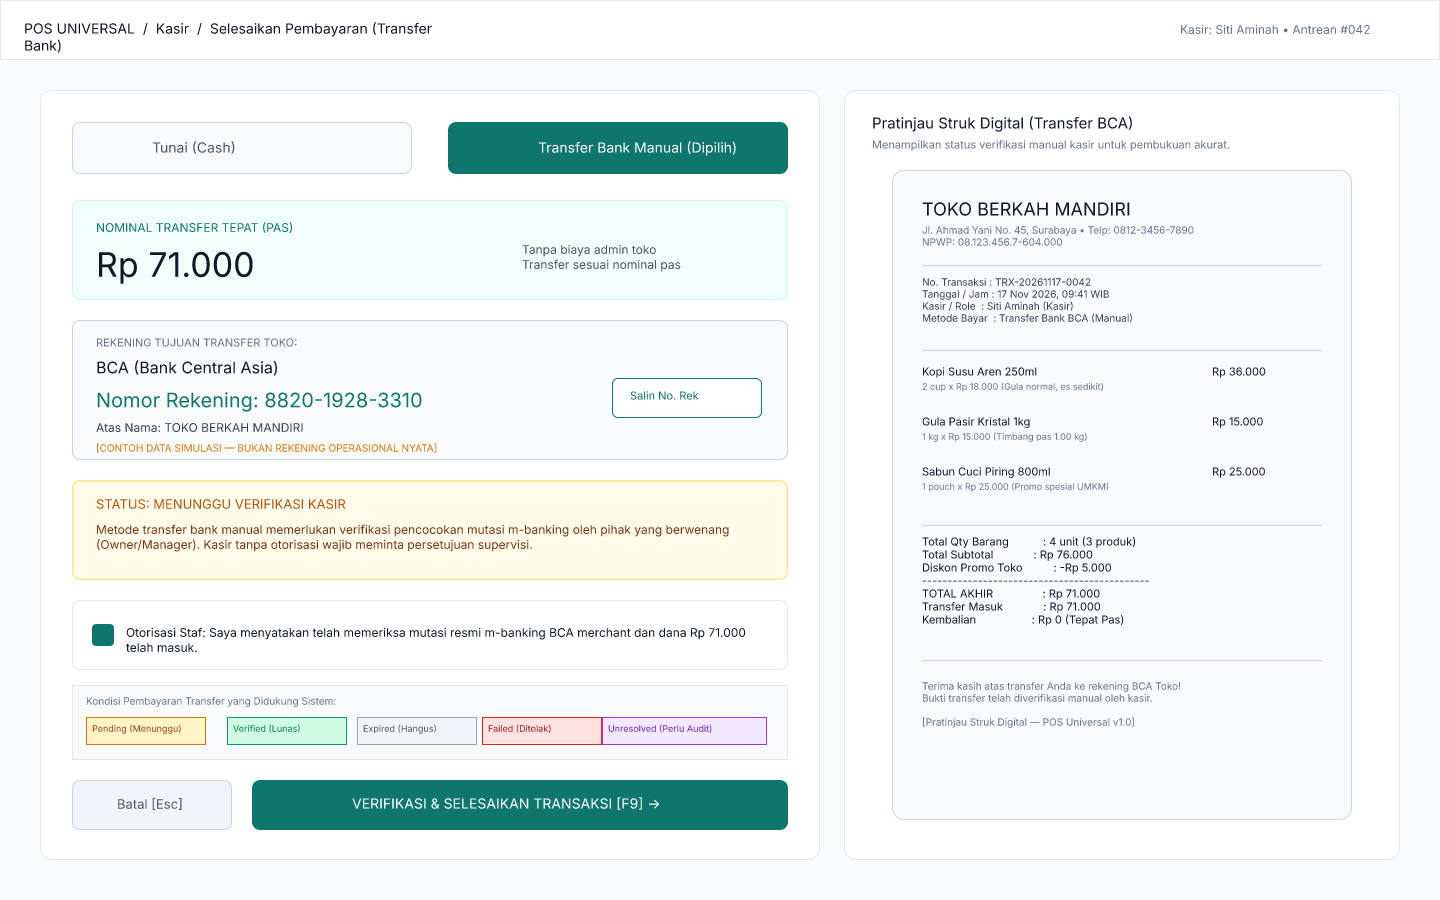 POS UNIVERSAL / Kasir / Selesaikan Pembayaran (Transfer
Bank)
Kasir: Siti Aminah • Antrean #042
Tunai (Cash)
Transfer Bank Manual (Dipilih)
NOMINAL TRANSFER TEPAT (PAS)
Rp 71.000
Tanpa biaya admin toko
Transfer sesuai nominal pas
REKENING TUJUAN TRANSFER TOKO:
BCA (Bank Central Asia)
Nomor Rekening: 8820-1928-3310
Atas Nama: TOKO BERKAH MANDIRI
[CONTOH DATA SIMULASI — BUKAN REKENING OPERASIONAL NYATA]
Salin No. Rek
STATUS: MENUNGGU VERIFIKASI KASIR
Metode transfer bank manual memerlukan verifikasi pencocokan mutasi m-banking oleh pihak yang berwenang
(Owner/Manager). Kasir tanpa otorisasi wajib meminta persetujuan supervisi.
Otorisasi Staf: Saya menyatakan telah memeriksa mutasi resmi m-banking BCA merchant dan dana Rp 71.000
telah masuk.
Kondisi Pembayaran Transfer yang Didukung Sistem:
Pending (Menunggu)
Verified (Lunas)
Expired (Hangus)
Failed (Ditolak)
Unresolved (Perlu Audit)
Batal [Esc]
VERIFIKASI & SELESAIKAN TRANSAKSI [F9] →
Pratinjau Struk Digital (Transfer BCA)
Menampilkan status verifikasi manual kasir untuk pembukuan akurat.
TOKO BERKAH MANDIRI
Jl. Ahmad Yani No. 45, Surabaya • Telp: 0812-3456-7890
NPWP: 08.123.456.7-604.000
No. Transaksi : TRX-20261117-0042
Tanggal / Jam : 17 Nov 2026, 09:41 WIB
Kasir / Role : Siti Aminah (Kasir)
Metode Bayar : Transfer Bank BCA (Manual)
Kopi Susu Aren 250ml Rp 36.000
2 cup x Rp 18.000 (Gula normal, es sedikit)
Gula Pasir Kristal 1kg Rp 15.000
1 kg x Rp 15.000 (Timbang pas 1.00 kg)
Sabun Cuci Piring 800ml Rp 25.000
1 pouch x Rp 25.000 (Promo spesial UMKM)
Total Qty Barang : 4 unit (3 produk)
Total Subtotal : Rp 76.000
Diskon Promo Toko : -Rp 5.000
---------------------------------------------
TOTAL AKHIR : Rp 71.000
Transfer Masuk : Rp 71.000
Kembalian : Rp 0 (Tepat Pas)
Terima kasih atas transfer Anda ke rekening BCA Toko!
Bukti transfer telah diverifikasi manual oleh kasir.
[Pratinjau Struk Digital — POS Universal v1.0]